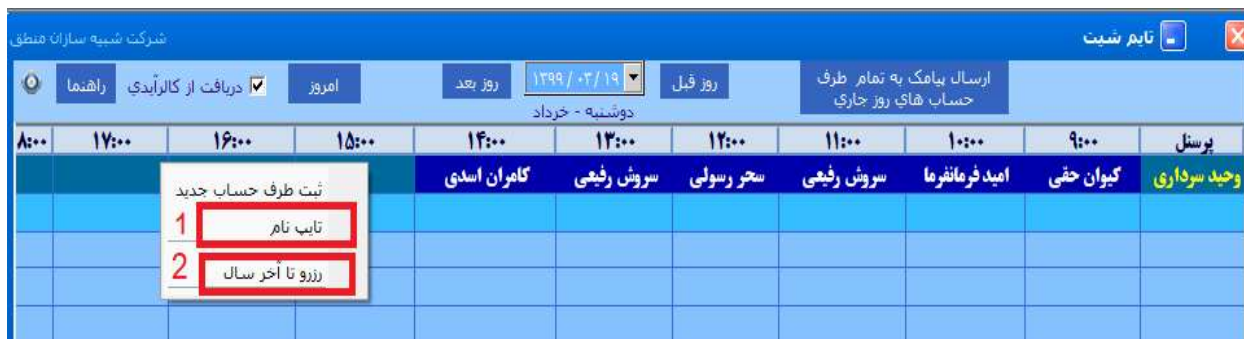 تایم شیت
شرکت شبیه سازان منطق
ارسال پیامک به تمام طرف
حساب های روز جاری
روز قبل
۱۳۹۹/۰۳/۱۹
روز بعد
امروز
دریافت از کالرآیدي
راهنما
دوشنبه - خرداد
پرسنل ۹:۰۰ ۱۰:۰۰ ۱۱:۰۰ ۱۲:۰۰ ۱۳:۰۰ ۱۴:۰۰ ۱۵:۰۰ ۱۶:۰۰ ۱۷:۰۰ ۸:۰۰
وحید سرداری کیوان حقی امید فرمانفرما سروش رفیعی سحر رسولی سروش رفیعی کامران اسدی
ثبت طرف حساب جدید
1 تایپ نام
2 رزرو تا آخر سال